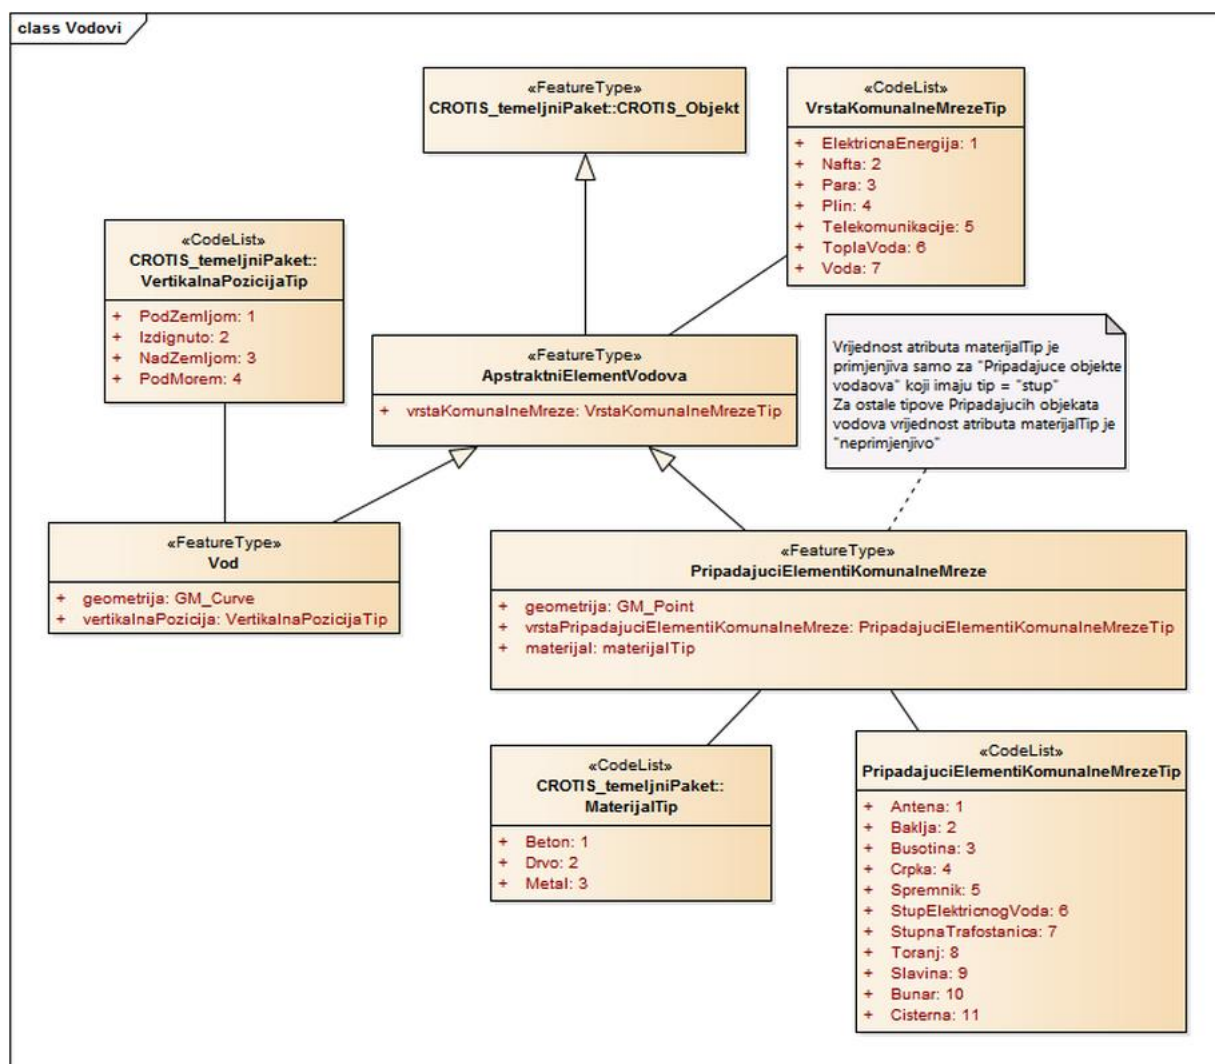 class Vodovi
«FeatureType»
CROTIS_temeljniPaket::CROTIS_Objekt
«CodeList»
VrstaKomunalneMrezeTip
+ ElektricnaEnergija: 1
+ Nafta: 2
+ Para: 3
+ Plin: 4
+ Telekomunikacije: 5
+ ToplaVoda: 6
+ Voda: 7
«CodeList»
CROTIS_temeljniPaket::
VertikalnaPozicijaTip
+ PodZemljom: 1
+ Izdignuto: 2
+ NadZemljom: 3
+ PodMorem: 4
«FeatureType»
ApstraktniElementVodova
+ vrstaKomunalneMreze: VrstaKomunalneMrezeTip
Vrijednost atributa materijalTip je
primjenjiva samo za "Pripadajuce objekte
vodaova" koji imaju tip = "stup"
Za ostale tipove Pripadajucih objekata
vodova vrijednost atributa materijalTip je
"neprimjenjivo"
«FeatureType»
Vod
+ geometrija: GM_Curve
+ vertikalnaPozicija: VertikalnaPozicijaTip
«FeatureType»
PripadajuciElementiKomunalneMreze
+ geometrija: GM_Point
+ vrstaPripadajuciElementiKomunalneMreze: PripadajuciElementiKomunalneMrezeTip
+ materijal: materijalTip
«CodeList»
CROTIS_temeljniPaket::
MaterijalTip
+ Beton: 1
+ Drvo: 2
+ Metal: 3
«CodeList»
PripadajuciElementiKomunalneMrezeTip
+ Antena: 1
+ Baklja: 2
+ Busotina: 3
+ Crpka: 4
+ Spremnik: 5
+ StupElektricnogVoda: 6
+ StupnaTrafostanica: 7
+ Toranj: 8
+ Slavina: 9
+ Bunar: 10
+ Cisterna: 11